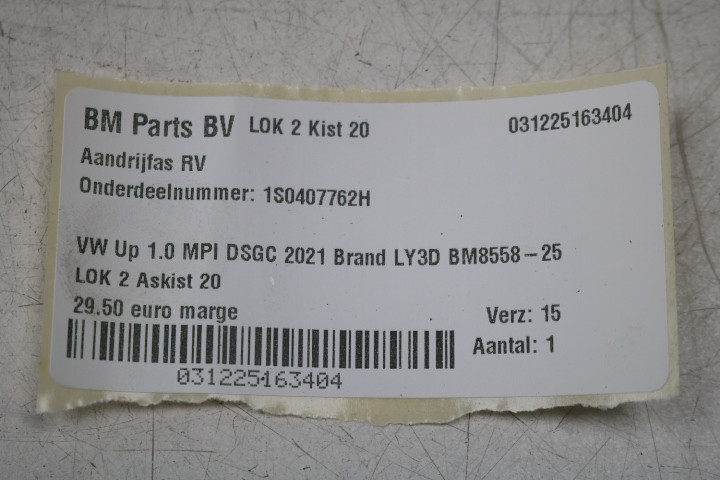 BM Parts BV LOK 2 Kist 20 031225163404
Aandrijfas RV
Onderdeelnummer: 1S0407762H
VW Up 1.0 MPI DSGC 2021 Brand LY3D BM8558-25
LOK 2 Askist 20
29.50 euro marge Verz: 15
Aantal: 1
031225163404